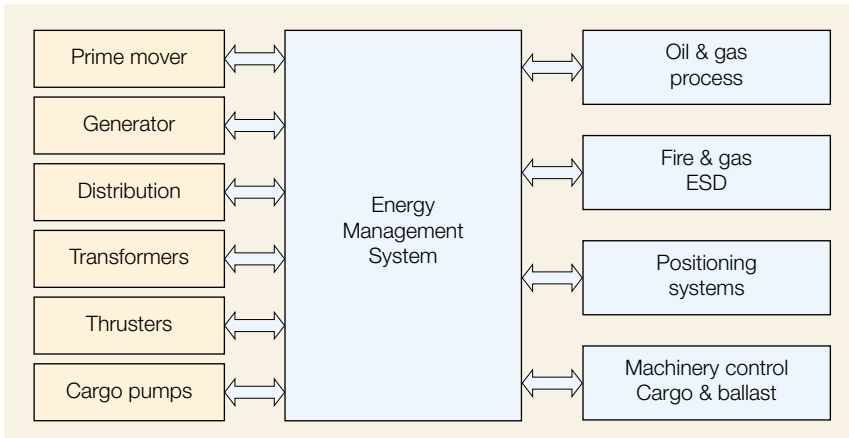 Prime mover
Generator
Distribution
Transformers
Thrusters
Cargo pumps
Energy
Management
System
Oil & gas
process
Fire & gas
ESD
Positioning
systems
Machinery control
Cargo & ballast